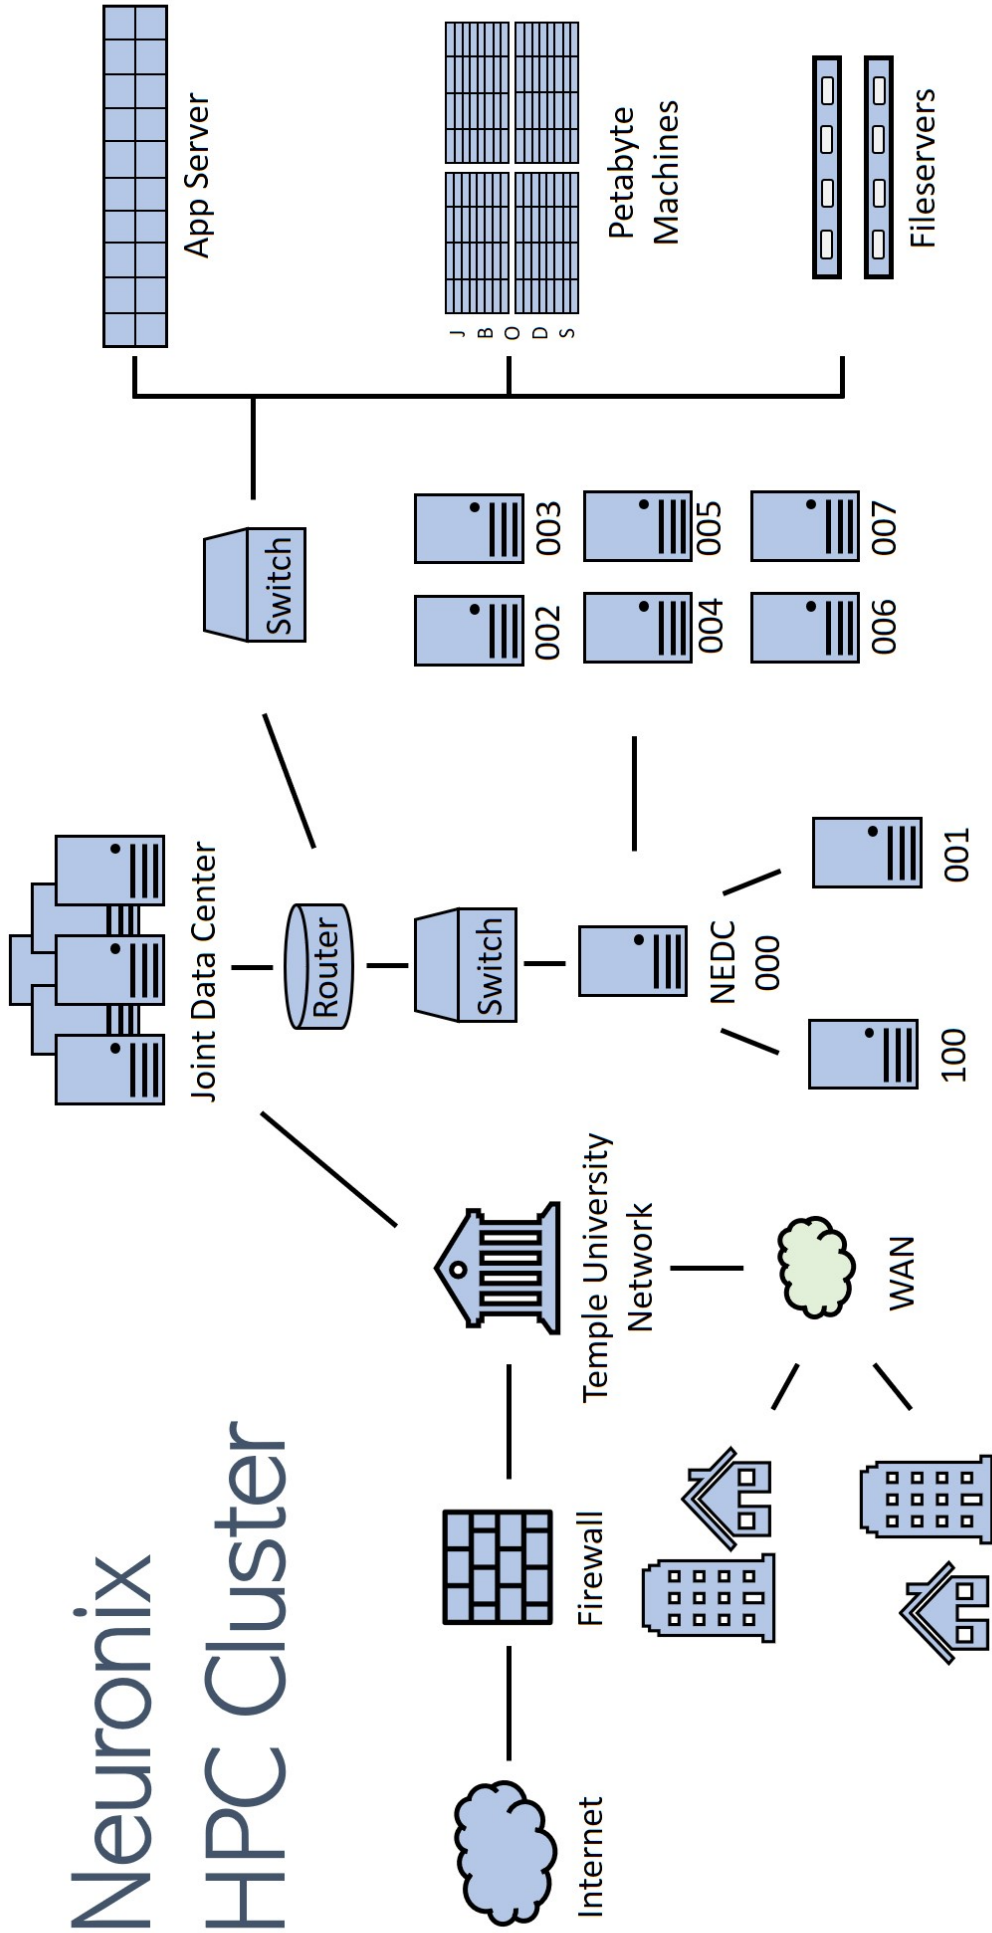 Neuronix
HPC Cluster
Internet
Firewall
Temple University
Network
WAN
Joint Data Center
Router
Switch
NEDC
000
100
001
Switch
002
003
004
005
006
007
App Server
J
B
O
D
S
Petabyte
Machines
Fileservers